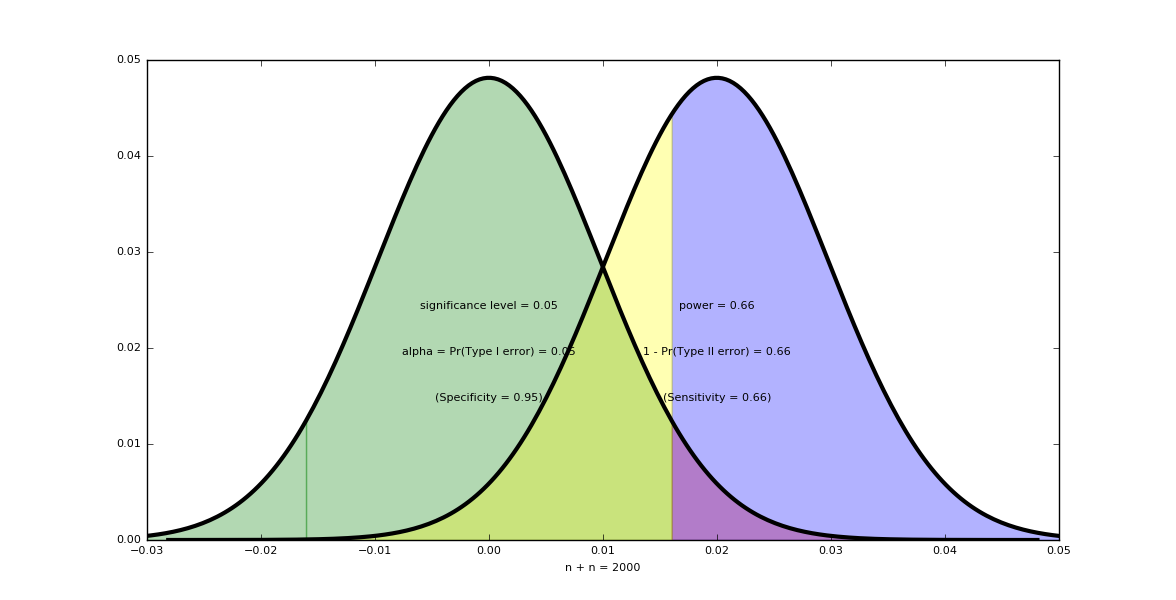 0.05
0.04
0.03
0.02
0.01
0.00
significance level = 0.05
power = 0.66
alpha = Pr(Type I error) = 0.05
1 - Pr(Type II error) = 0.66
(Specificity = 0.95)
(Sensitivity = 0.66)
−0.03 −0.02 −0.01 0.00 0.01 0.02 0.03 0.04 0.05
n + n = 2000